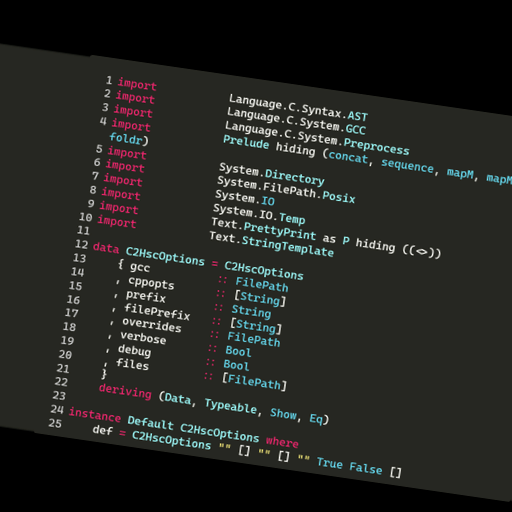 1 import Language.C.Syntax.AST
2 import Language.C.System.GCC
3 import Language.C.System.Preprocess
4 import Prelude hiding (concat, sequence, mapM, mapM
foldr)
5 import System.Directory
6 import System.FilePath.Posix
7 import System.IO
8 import System.IO.Temp
9 import Text.PrettyPrint as P hiding ((<>))
10 import Text.StringTemplate
11
12 data C2HscOptions = C2HscOptions
13 { gcc :: FilePath
14 , cppopts :: [String]
15 , prefix :: String
16 , filePrefix :: [String]
17 , overrides :: FilePath
18 , verbose :: Bool
19 , debug :: Bool
20 , files :: [FilePath]
21 }
22 deriving (Data, Typeable, Show, Eq)
23
24 instance Default C2HscOptions where
25 def = C2HscOptions "" [] "" [] "" True False []